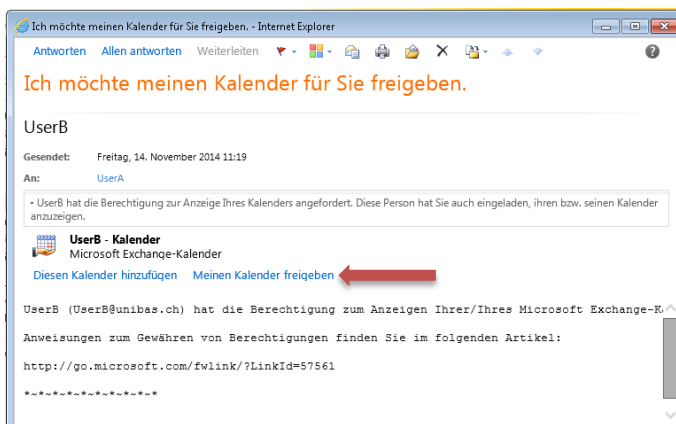 Ich möchte meinen Kalender für Sie freigeben. - Internet Explorer
Antworten Allen antworten Weiterleiten
Ich möchte meinen Kalender für Sie freigeben.
UserB
Gesendet: Freitag, 14. November 2014 11:19
An: UserA
- UserB hat die Berechtigung zur Anzeige Ihres Kalenders angefordert. Diese Person hat Sie auch eingeladen, ihren bzw. seinen Kalender
anzuzeigen.
UserB - Kalender
Microsoft Exchange-Kalender
Diesen Kalender hinzufügen Meinen Kalender freigeben
UserB (UserB@unibas.ch) hat die Berechtigung zum Anzeigen Ihrer/Ihres Microsoft Exchange-K
Anweisungen zum Gewähren von Berechtigungen finden Sie im folgenden Artikel:
http://go.microsoft.com/fwlink/?LinkId=57561
*~*~*~*~*~*~*~*~*~*